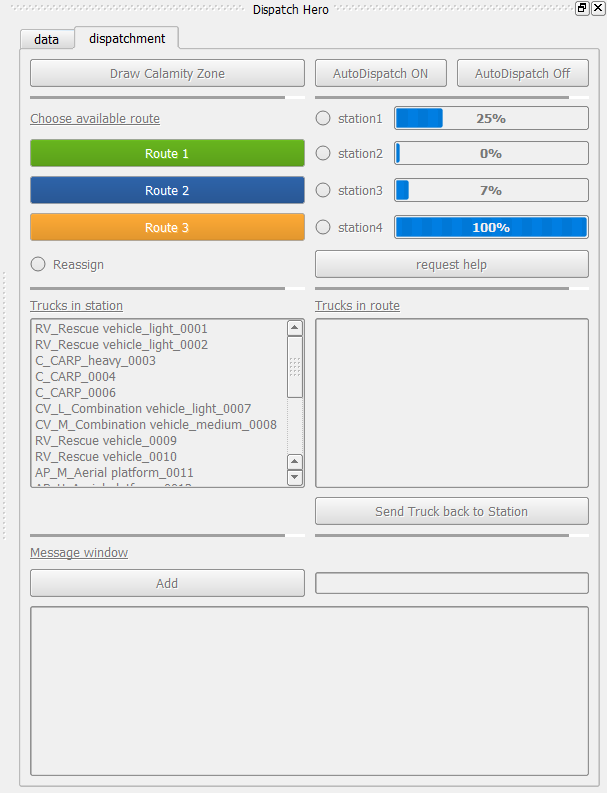 Dispatch Hero
data
dispatchment
Draw Calamity Zone
AutoDispatch ON
AutoDispatch Off
Choose available route
station1
25%
Route 1
station2
0%
Route 2
station3
7%
Route 3
station4
100%
Reassign
request help
Trucks in station
Trucks in route
RV_Rescue vehicle_light_0001
RV_Rescue vehicle_light_0002
C_CARP_heavy_0003
C_CARP_0004
C_CARP_0006
CV_L_Combination vehicle_light_0007
CV_M_Combination vehicle_medium_0008
RV_Rescue vehicle_0009
RV_Rescue vehicle_0010
AP_M_Aerial platform_0011
Send Truck back to Station
Message window
Add